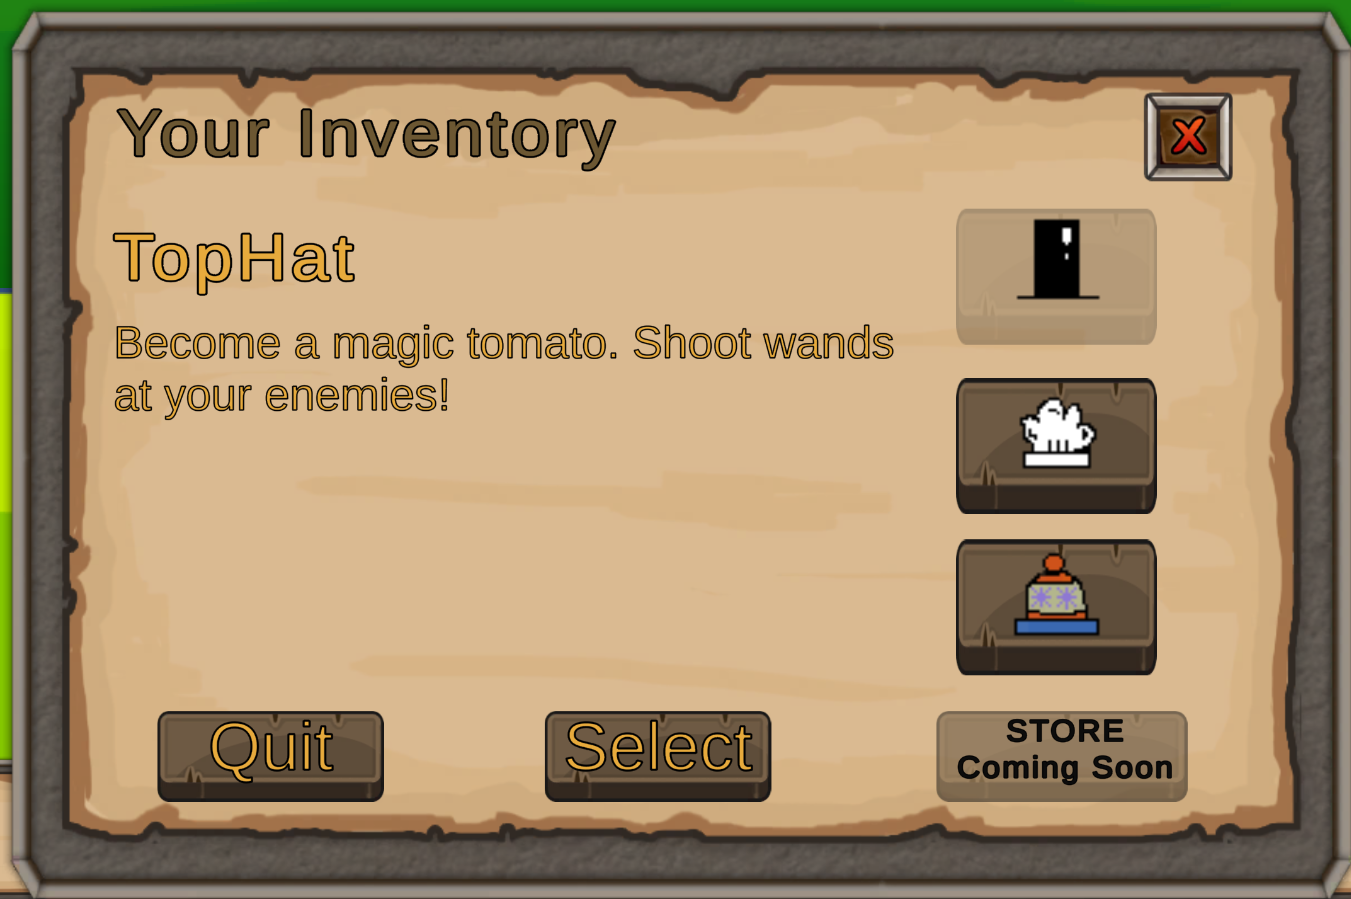 Your Inventory
TopHat
Become a magic tomato. Shoot wands
at your enemies!
Quit
Select
STORE
Coming Soon